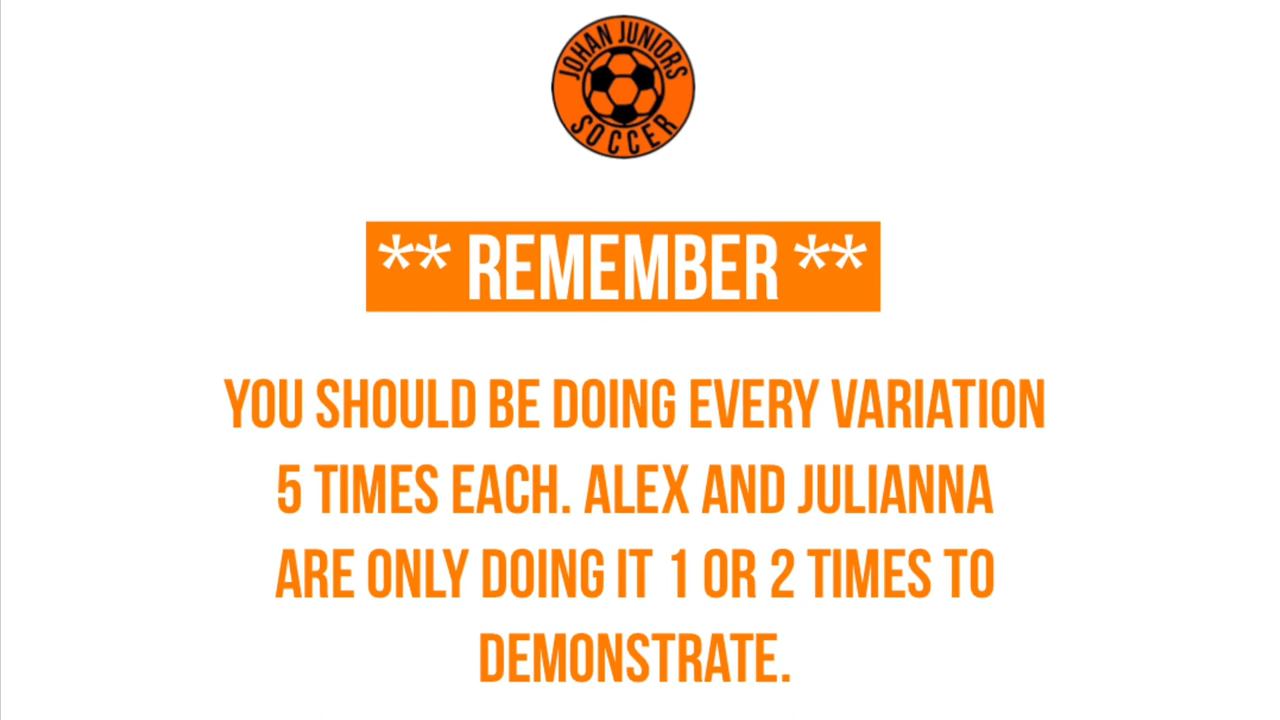 JOHAN JUNIORS
SOCCER
** REMEMBER **
YOU SHOULD BE DOING EVERY VARIATION
5 TIMES EACH. ALEX AND JULIANNA
ARE ONLY DOING IT 1 OR 2 TIMES TO
DEMONSTRATE.